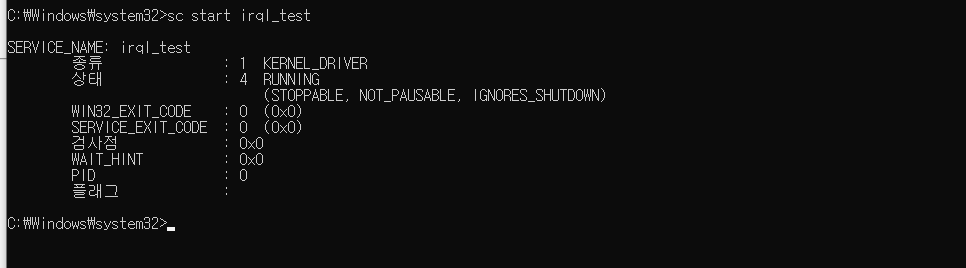 C:\Windows\system32>sc start irql_test
SERVICE_NAME: irql_test
종류 : 1 KERNEL_DRIVER
상태 : 4 RUNNING
(STOPPABLE, NOT_PAUSABLE, IGNORES_SHUTDOWN)
WIN32_EXIT_CODE : 0 (0x0)
SERVICE_EXIT_CODE : 0 (0x0)
검사점 : 0x0
WAIT_HINT : 0x0
PID : 0
플래그 :
C:\Windows\system32>